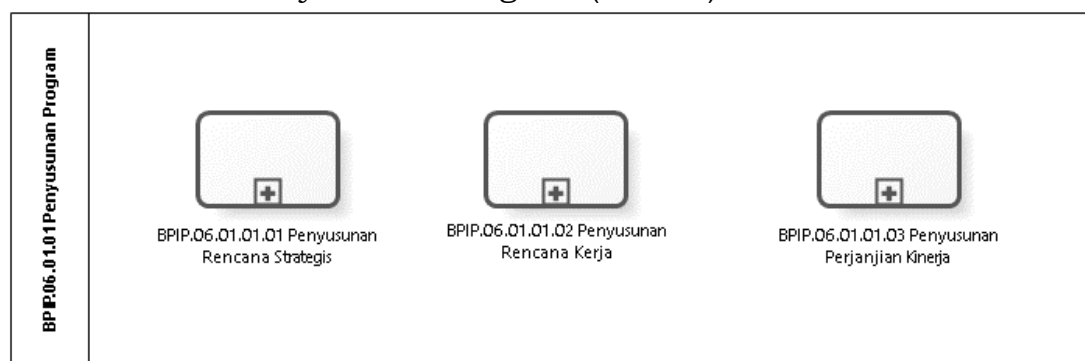 BPIP.06.01.01 Penyusunan Program
BPIP.06.01.01.01 Penyusunan
Rencana Strategis
BPIP.06.01.01.02 Penyusunan
Rencana Kerja
BPIP.06.01.01.03 Penyusunan
Perjanjian Kinerja